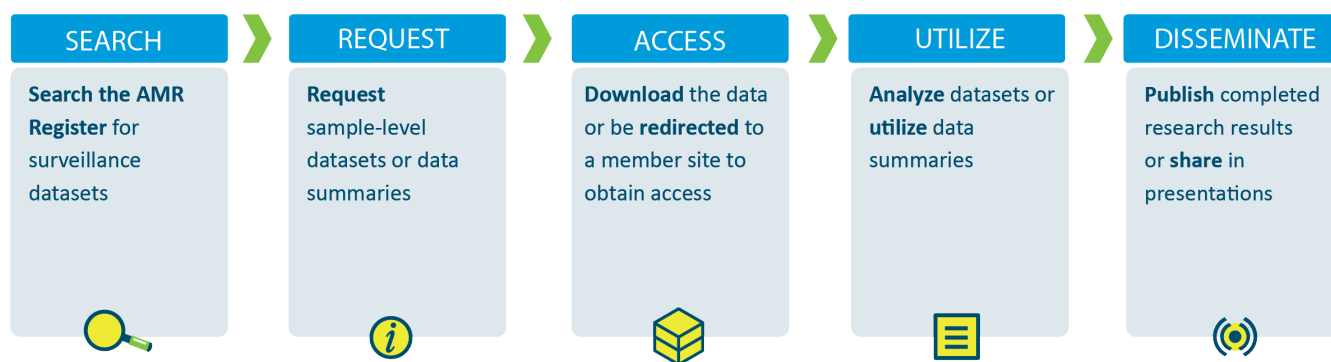 SEARCH
Search the AMR
Register for
surveillance
datasets
REQUEST
Request
sample-level
datasets or data
summaries
ACCESS
Download the data
or be redirected to
a member site to
obtain access
UTILIZE
Analyze datasets or
utilize data
summaries
DISSEMINATE
Publish completed
research results
or share in
presentations
i